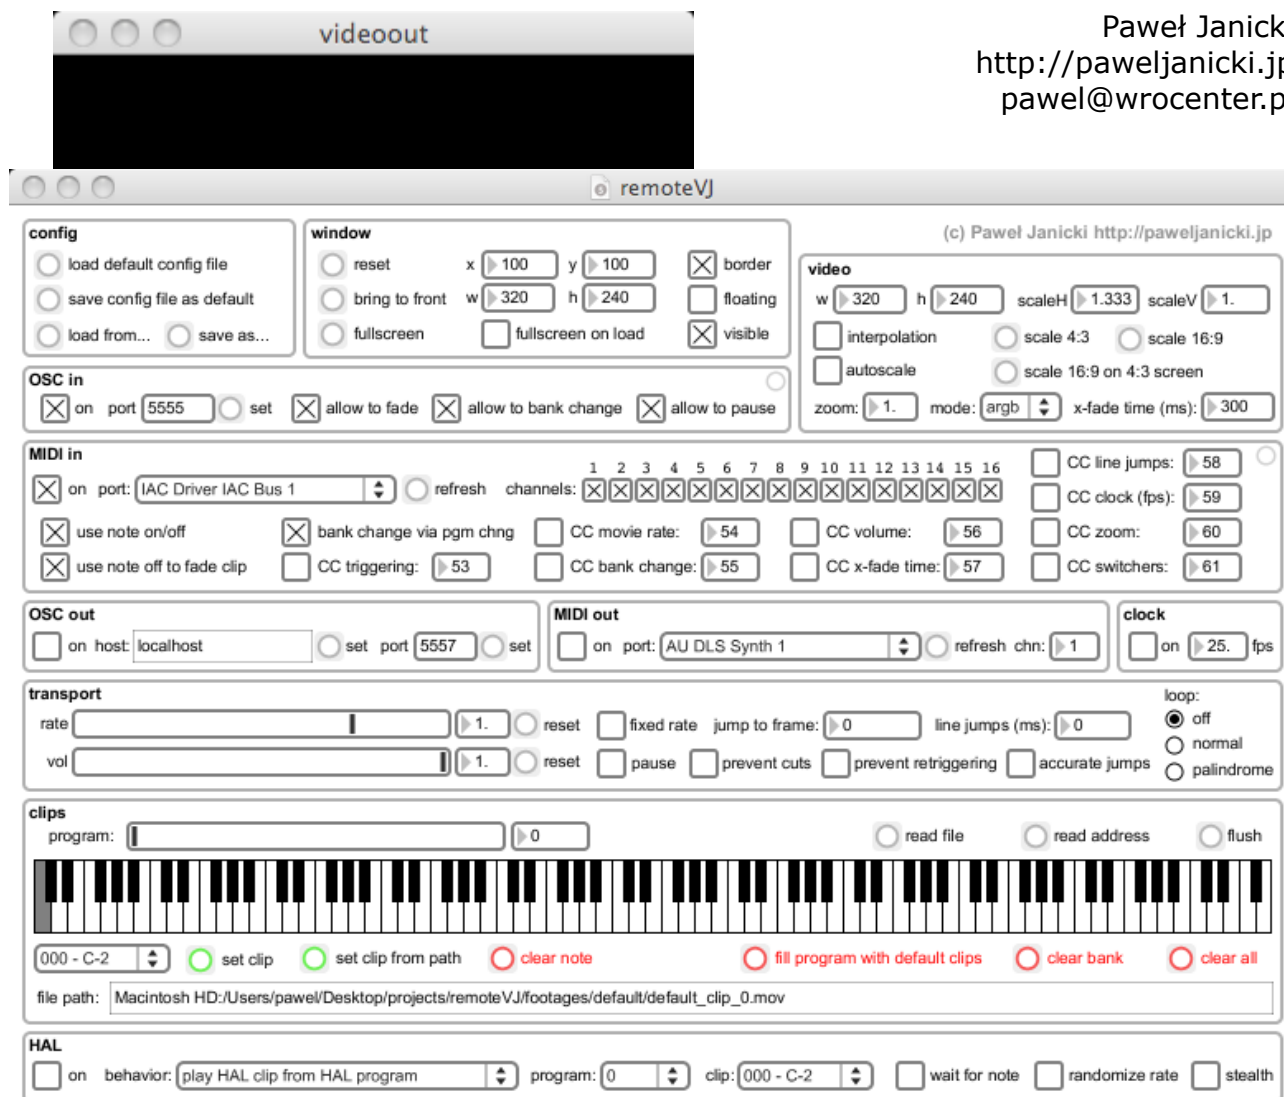 videoout
Paweł Janick
http://paweljanicki.jp
pawel@wrocenter.p
remoteVJ
config
load default config file
save config file as default
load from... save as...
window
reset x 100 y 100 border
bring to front w 320 h 240 floating
fullscreen fullscreen on load visible
(c) Paweł Janicki http://paweljanicki.jp
video
w 320 h 240 scaleH 1.333 scaleV 1.
interpolation scale 4:3 scale 16:9
autoscale scale 16:9 on 4:3 screen
zoom: 1. mode: argb x-fade time (ms): 300
OSC in
on port 5555 set allow to fade allow to bank change allow to pause
MIDI in
1 2 3 4 5 6 7 8 9 10 11 12 13 14 15 16
on port: IAC Driver IAC Bus 1 refresh channels:
CC line jumps: 58
CC clock (fps): 59
use note on/off bank change via pgm chng CC movie rate: 54 CC volume: 56 CC zoom: 60
use note off to fade clip CC triggering: 53 CC bank change: 55 CC x-fade time: 57 CC switchers: 61
OSC out
on host: localhost set port 5557 set
MIDI out
on port: AU DLS Synth 1 refresh chn: 1
clock
on 25. fps
transport
rate 1. reset fixed rate jump to frame: 0 line jumps (ms): 0
vol 1. reset pause prevent cuts prevent retriggering accurate jumps
loop:
off
normal
palindrome
clips
program: 0 read file read address flush
000 - C-2 set clip set clip from path clear note fill program with default clips clear bank clear all
file path: Macintosh HD:/Users/pawel/Desktop/projects/remoteVJ/footages/default/default_clip_0.mov
HAL
on behavior: play HAL clip from HAL program program: 0 clip: 000 - C-2 wait for note randomize rate stealth